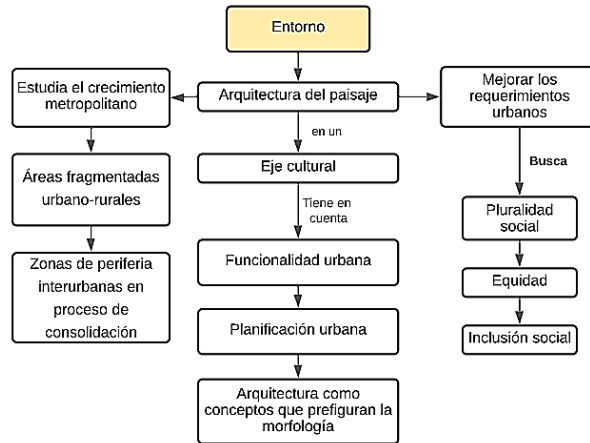 Entorno
Estudia el crecimiento
metropolitano
Arquitectura del paisaje
Mejorar los
requerimientos
urbanos
en un
Áreas fragmentadas
urbano-rurales
Eje cultural
Busca
Tiene en
cuenta
Pluralidad
social
Zonas de periferia
interurbanas en
proceso de
consolidación
Funcionalidad urbana
Equidad
Planificación urbana
Inclusión social
Arquitectura como
conceptos que prefiguran la
morfología